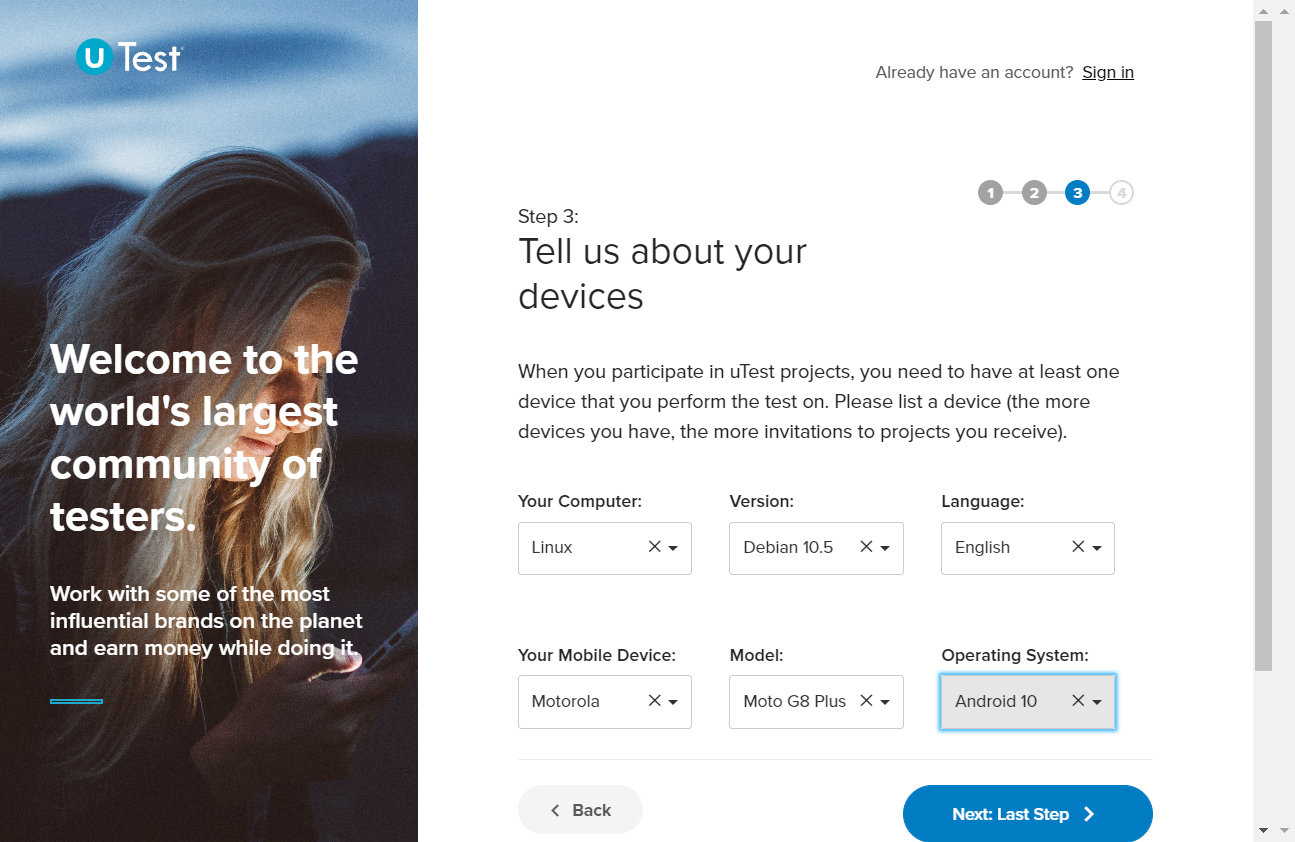 U Test
Already have an account? Sign in
1 2 3 4
Step 3:
Tell us about your
devices
Welcome to the
world's largest
community of
testers.
Work with some of the most
influential brands on the planet
and earn money while doing it.
When you participate in uTest projects, you need to have at least one
device that you perform the test on. Please list a device (the more
devices you have, the more invitations to projects you receive).
Your Computer: Version: Language:
Linux Debian 10.5 English
Your Mobile Device: Model: Operating System:
Motorola Moto G8 Plus Android 10
Back Next: Last Step